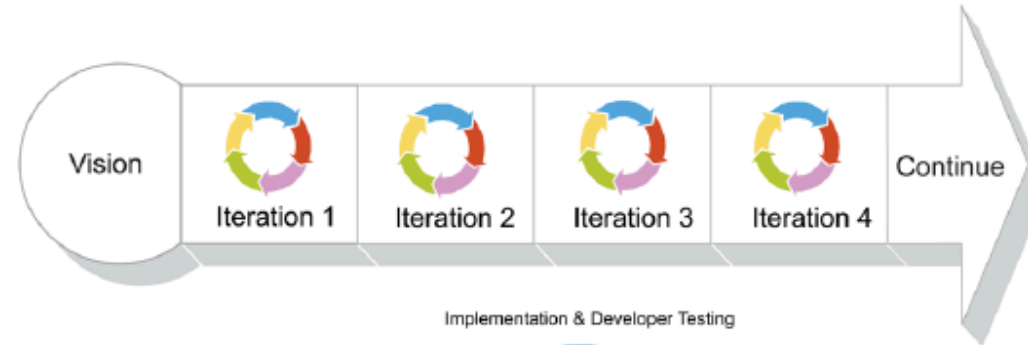 Vision
Iteration 1
Iteration 2
Iteration 3
Iteration 4
Continue
Implementation & Developer Testing